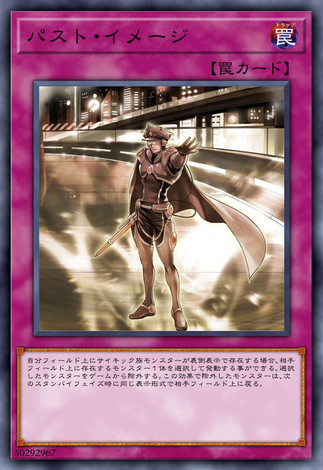 パスト・イメージ
トラップ
罠
【罠カード】
自分フィールド上にサイキック族モンスターが表側表示で存在する場合、相手
フィールド上に存在するモンスター１体を選択して発動する事ができる。選択
したモンスターをゲームから除外する。この効果で除外したモンスターは、次
のスタンバイフェイズ時に同じ表示形式で相手フィールド上に戻る。
50292967